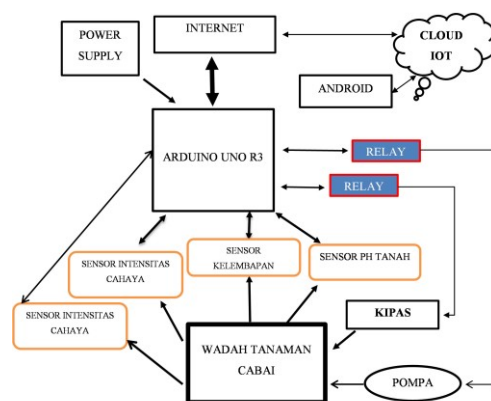 POWER
SUPPLY
INTERNET
CLOUD
IOT
ANDROID
ARDUINO UNO R3
RELAY
RELAY
SENSOR INTENSITAS
CAHAYA
SENSOR
KELEMBAPAN
SENSOR PH TANAH
SENSOR INTENSITAS
CAHAYA
KIPAS
WADAH TANAMAN
CABAI
POMPA